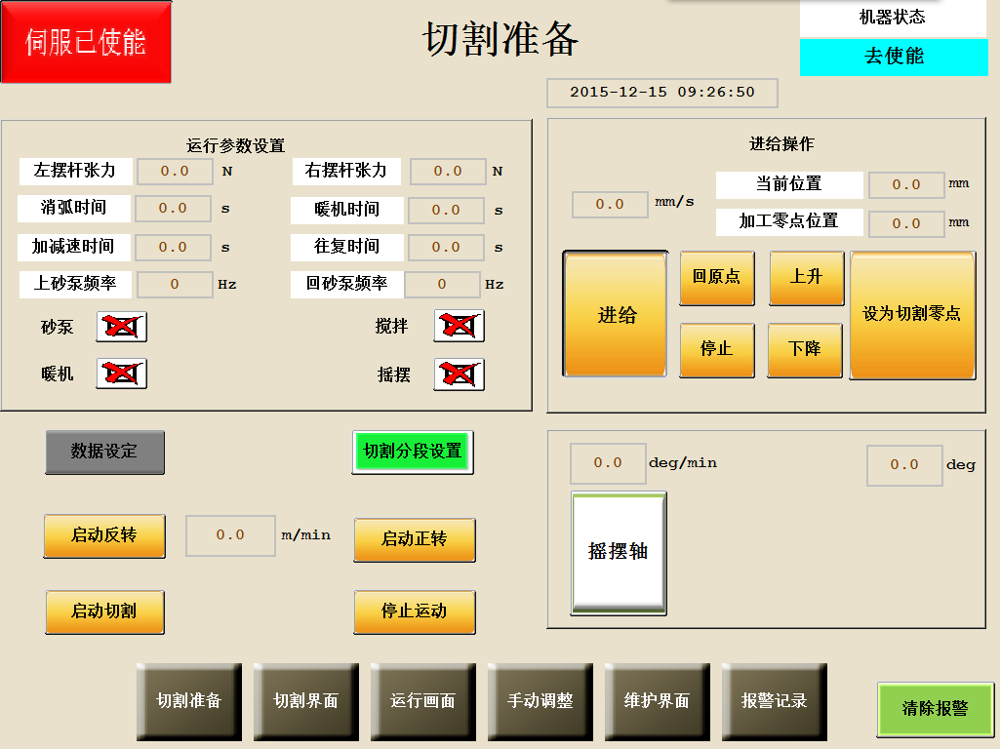 伺服已使能
切割准备
机器状态
去使能
2015-12-15 09:26:50
运行参数设置
左摆杆张力 0.0 N 右摆杆张力 0.0 N
消弧时间 0.0 s 暖机时间 0.0 s
加减速时间 0.0 s 往复时间 0.0 s
上砂泵频率 0 Hz 回砂泵频率 0 Hz
砂泵 搅拌
暖机 摇摆
进给操作
当前位置 0.0 mm
0.0 mm/s
加工零点位置 0.0 mm
进给
回原点 上升
设为切割零点
停止 下降
数据设定 切割分段设置
启动反转 0.0 m/min 启动正转
启动切割 停止运动
0.0 deg/min 0.0 deg
摇摆轴
切割准备 切割界面 运行画面 手动调整 维护界面 报警记录
清除报警